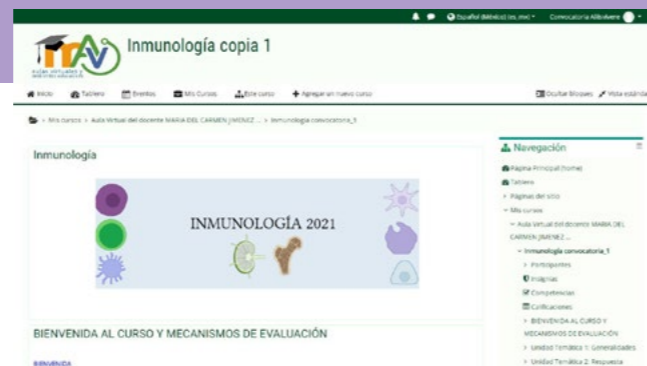 Español (México) (es_mx)
Convocatoria Alibrivere
mav
AULAS VIRTUALES Y
Inmunología copia 1
Inicio
Tablero
Eventos
Mis Cursos
Este curso
Agregar un nuevo curso
Ocultar bloques
Vista estánda
Mis cursos > Aula Virtual del docente MARIA DEL CARMEN JIMENEZ ... > Inmunología convocatoria_1
Inmunología
INMUNOLOGÍA 2021
BIENVENIDA AL CURSO Y MECANISMOS DE EVALUACIÓN
BIENVENIDA
Navegación
Página Principal (home)
Tablero
Páginas del sitio
Mis cursos
Aula Virtual del docente MARIA DEL
CARMEN JIMENEZ ...
Inmunología convocatoria_1
Participantes
Insignias
Competencias
Calificaciones
BIENVENIDA AL CURSO Y
MECANISMOS DE EVALUACIÓN
Unidad Temática 1: Generalidades
Unidad Temática 2: Respuesta